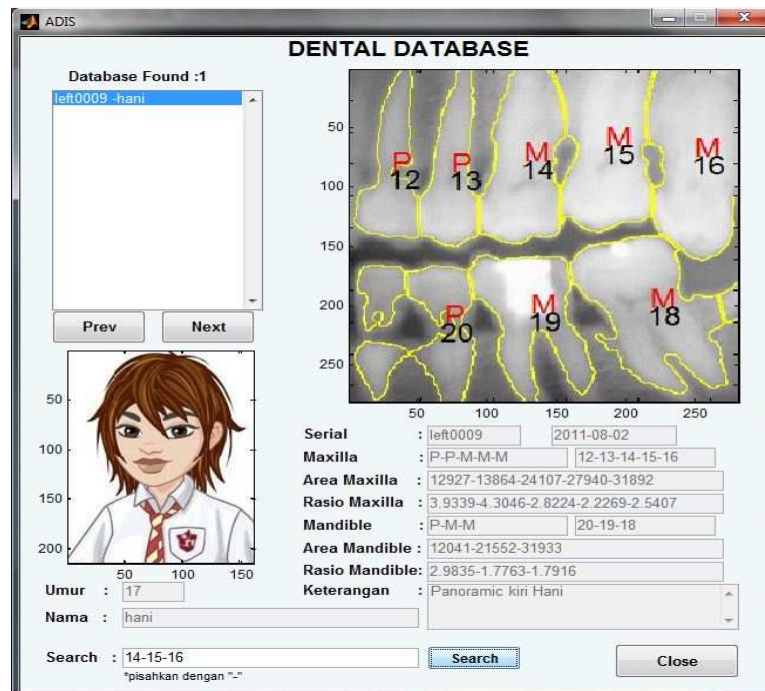 ADIS
DENTAL DATABASE
Database Found :1
left0009 -hani
Prev Next
50
100
150
200
50 100 150
50
100
150
200
250
50 100 150 200 250
P P M M M
12 13 14 15 16
P M M
20 19 18
Serial : left0009 2011-08-02
Maxilla : P-P-M-M-M 12-13-14-15-16
Area Maxilla : 12927-13864-24107-27940-31892
Rasio Maxilla : 3.9339-4.3046-2.8224-2.2269-2.5407
Mandible : P-M-M 20-19-18
Area Mandible : 12041-21552-31933
Rasio Mandible: 2.9835-1.7763-1.7916
Keterangan : Panoramic kiri Hani
Umur : 17
Nama : hani
Search : 14-15-16 Search Close
*pisahkan dengan "-"